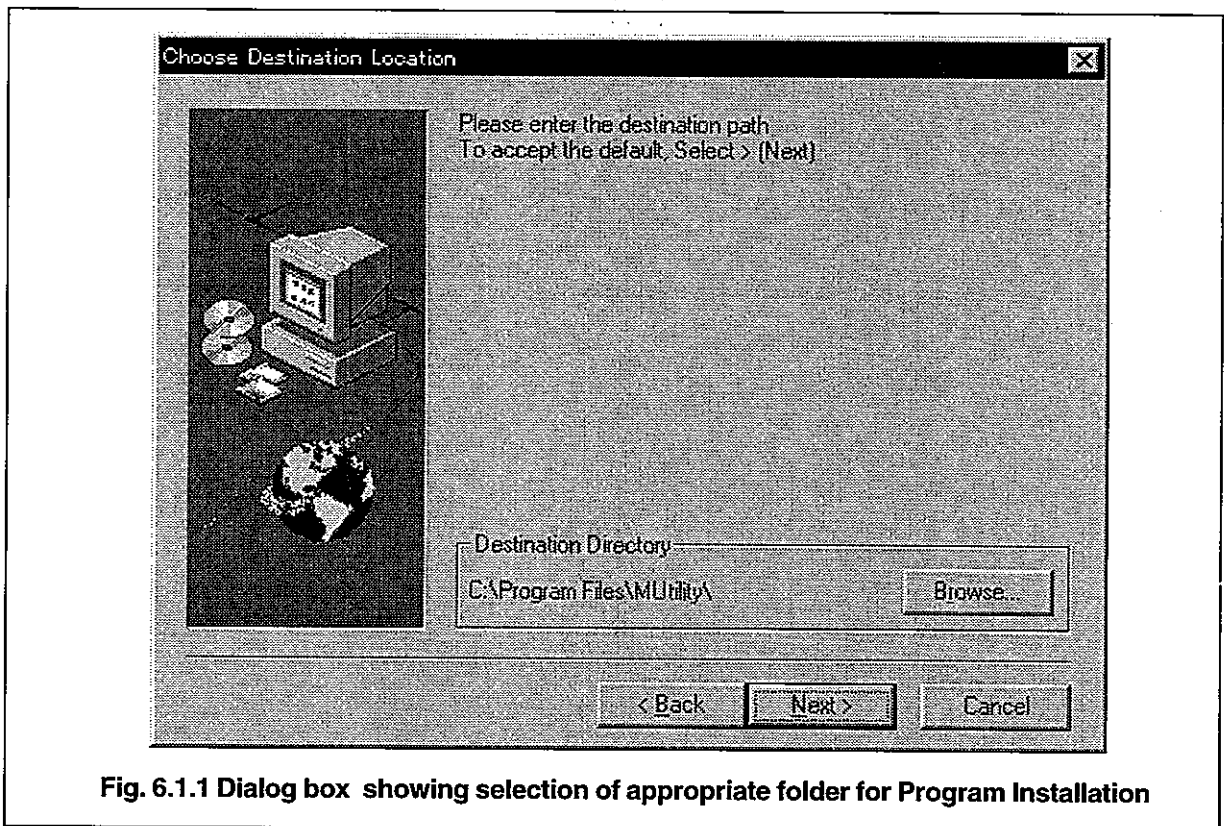 Choose Destination Location
Please enter the destination path
To accept the default, Select > (Next)
Destination Directory
C:\Program Files\MUtility\
Browse...
< Back
Next >
Cancel
Fig. 6.1.1 Dialog box showing selection of appropriate folder for Program Installation